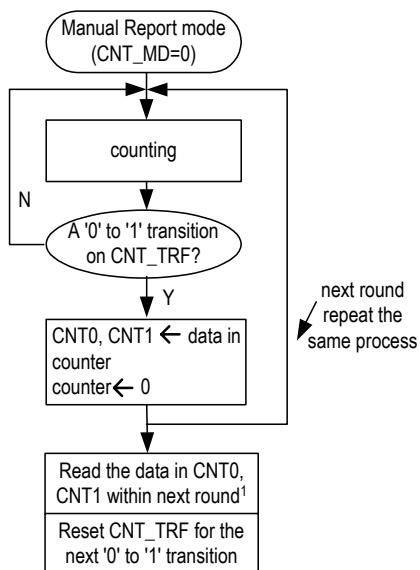 Manual Report mode
(CNT_MD=0)
counting
N
A '0' to '1' transition
on CNT_TRF?
Y
CNT0, CNT1 ← data in
counter
counter← 0
next round
repeat the
same process
Read the data in CNT0,
CNT1 within next round¹
Reset CNT_TRF for the
next '0' to '1' transition